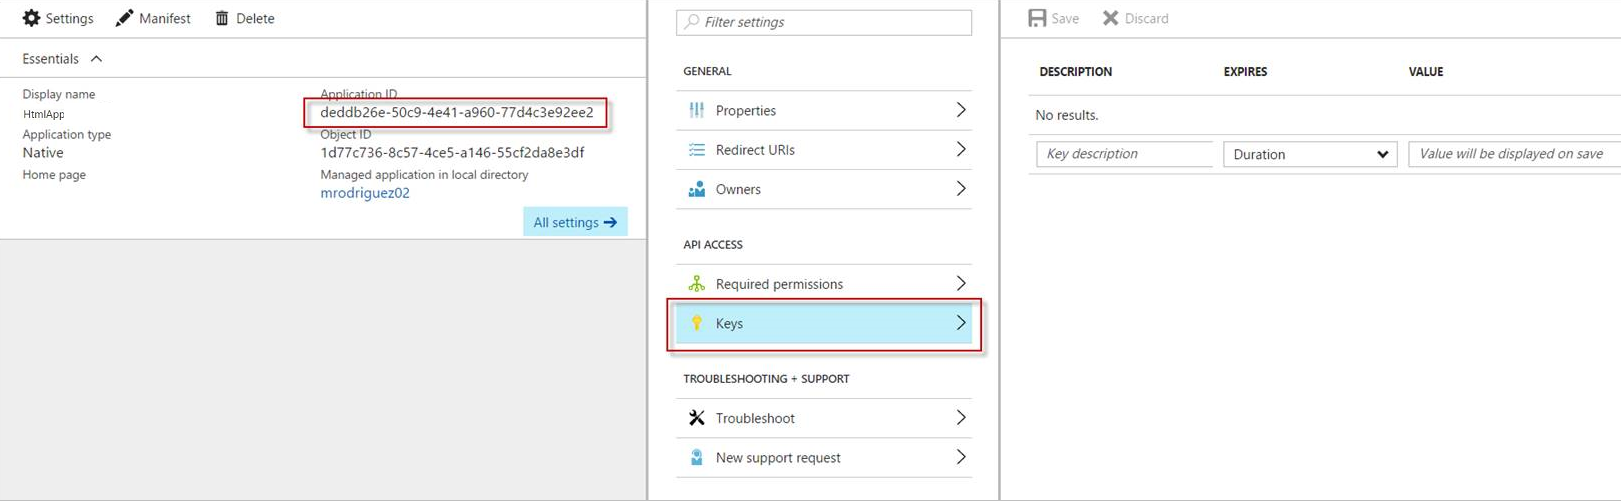 Settings Manifest Delete
Essentials
Display name
HtmlApp
Application type
Native
Home page
Application ID
deddb26e-50c9-4e41-a960-77d4c3e92ee2
Object ID
1d77c736-8c57-4ce5-a146-55cf2da8e3df
Managed application in local directory
mrodriguez02
All settings
Filter settings
GENERAL
Properties
Redirect URIs
Owners
API ACCESS
Required permissions
Keys
TROUBLESHOOTING + SUPPORT
Troubleshoot
New support request
Save Discard
DESCRIPTION EXPIRES VALUE
No results.
Key description Duration Value will be displayed on save